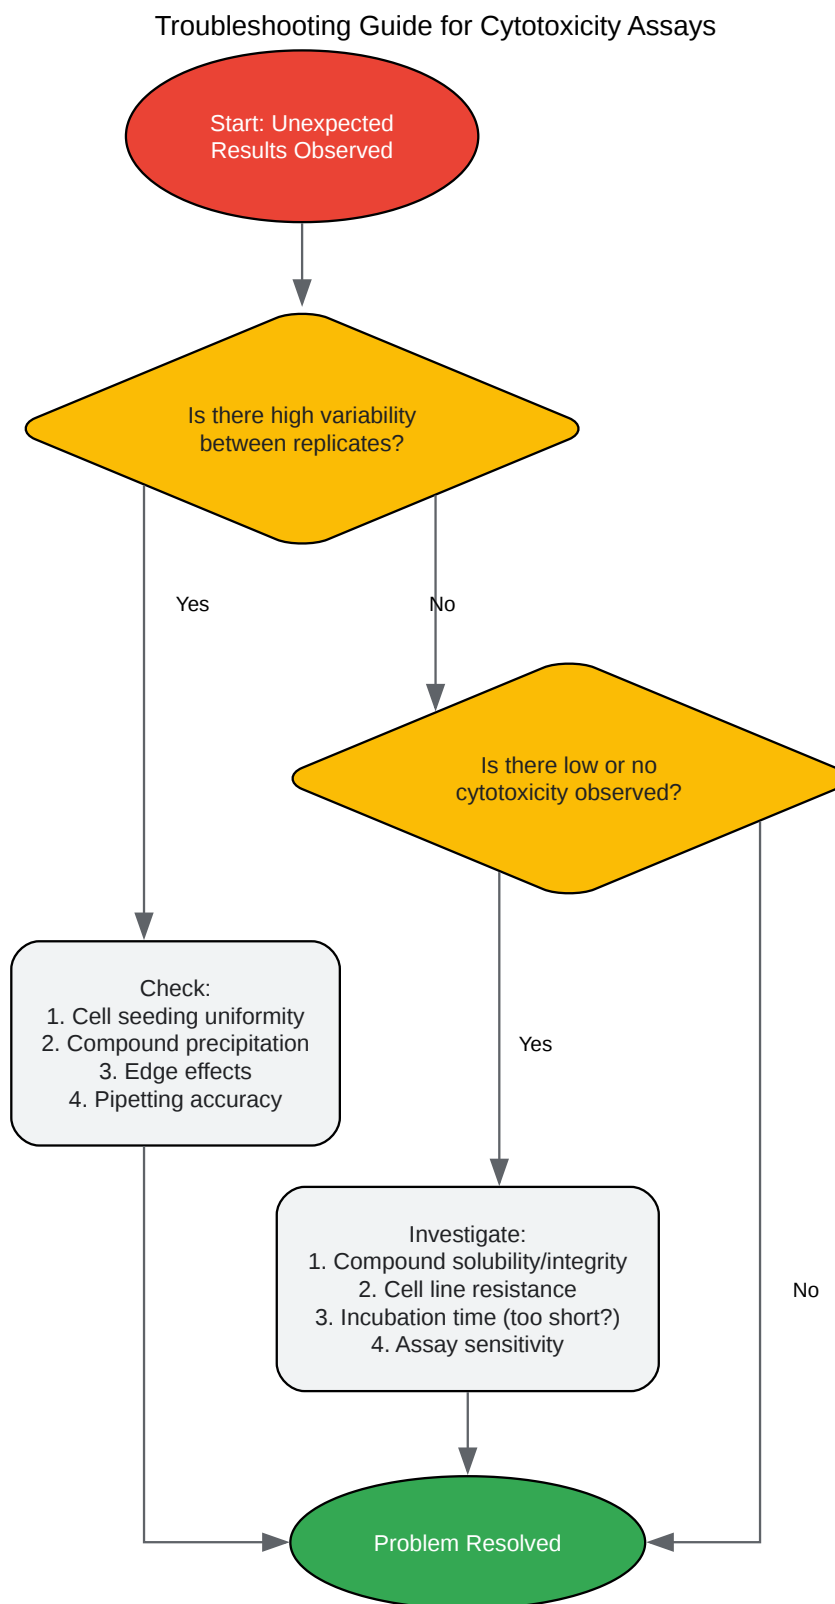 Troubleshooting Guide for Cytotoxicity Assays
Start: Unexpected
Results Observed
Is there high variability
between replicates?
Yes
No
Is there low or no
cytotoxicity observed?
Check:
1. Cell seeding uniformity
2. Compound precipitation
3. Edge effects
4. Pipetting accuracy
Yes
Investigate:
1. Compound solubility/integrity
2. Cell line resistance
3. Incubation time (too short?)
4. Assay sensitivity
No
Problem Resolved